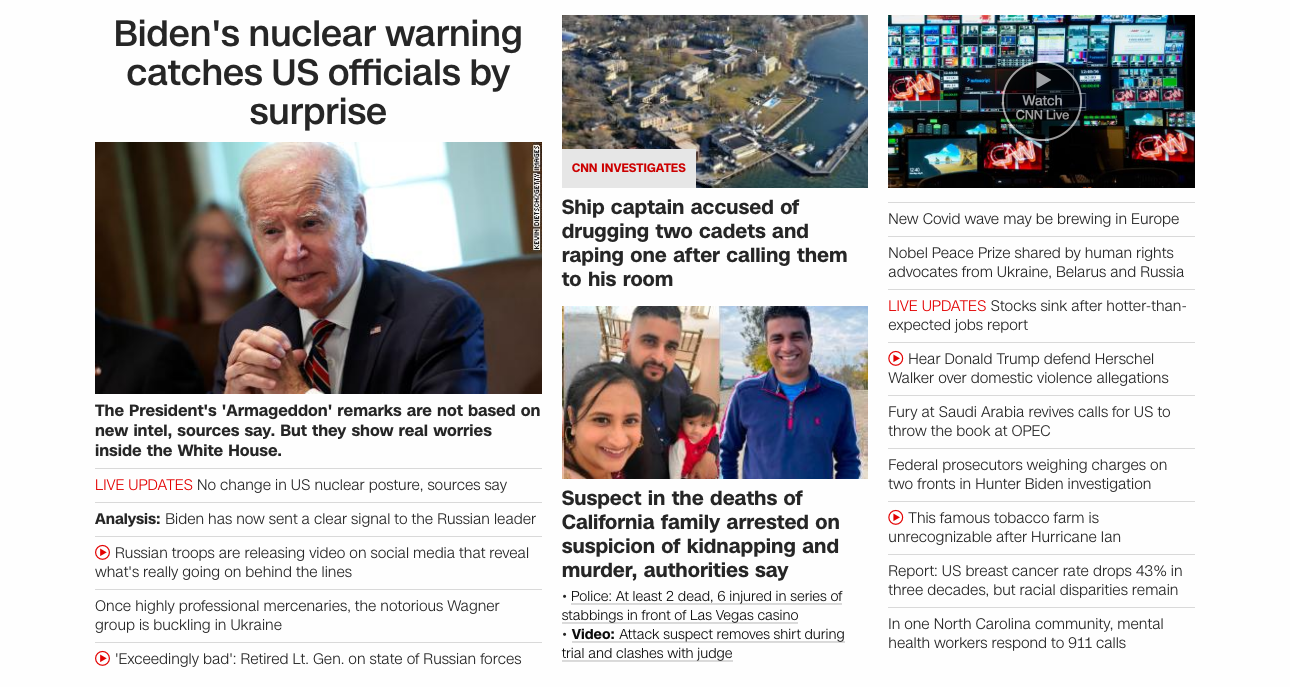 Biden's nuclear warning
catches US officials by
surprise
KEVIN DIETSCH/GETTY IMAGES
The President's 'Armageddon' remarks are not based on
new intel, sources say. But they show real worries
inside the White House.
LIVE UPDATES No change in US nuclear posture, sources say
Analysis: Biden has now sent a clear signal to the Russian leader
Russian troops are releasing video on social media that reveal
what's really going on behind the lines
Once highly professional mercenaries, the notorious Wagner
group is buckling in Ukraine
'Exceedingly bad': Retired Lt. Gen. on state of Russian forces
CNN INVESTIGATES
Ship captain accused of
drugging two cadets and
raping one after calling them
to his room
Suspect in the deaths of
California family arrested on
suspicion of kidnapping and
murder, authorities say
• Police: At least 2 dead, 6 injured in series of
stabbings in front of Las Vegas casino
• Video: Attack suspect removes shirt during
trial and clashes with judge
CNN
CNN
CNN
Watch
CNN Live
New Covid wave may be brewing in Europe
Nobel Peace Prize shared by human rights
advocates from Ukraine, Belarus and Russia
LIVE UPDATES Stocks sink after hotter-than-
expected jobs report
Hear Donald Trump defend Herschel
Walker over domestic violence allegations
Fury at Saudi Arabia revives calls for US to
throw the book at OPEC
Federal prosecutors weighing charges on
two fronts in Hunter Biden investigation
This famous tobacco farm is
unrecognizable after Hurricane Ian
Report: US breast cancer rate drops 43% in
three decades, but racial disparities remain
In one North Carolina community, mental
health workers respond to 911 calls